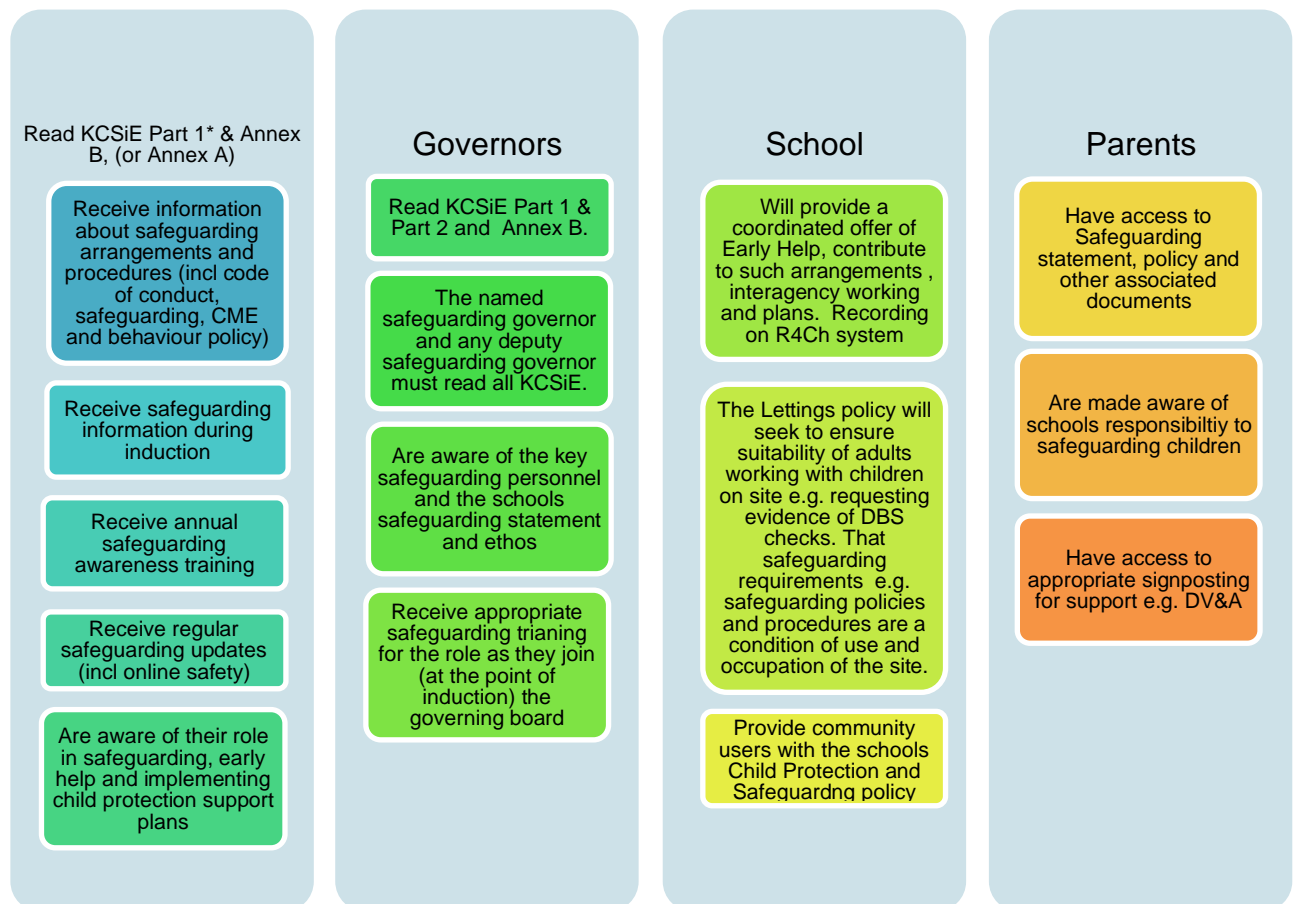 Read KCSiE Part 1* & Annex
B, (or Annex A)
Receive information
about safeguarding
arrangements and
procedures (incl code
of conduct,
safeguarding, CME
and behaviour policy)
Receive safeguarding
information during
induction
Receive annual
safeguarding
awareness training
Receive regular
safeguarding updates
(incl online safety)
Are aware of their role
in safeguarding, early
help and implementing
child protection support
plans
Governors
Read KCSiE Part 1 &
Part 2 and Annex B.
The named
safeguarding governor
and any deputy
safeguarding governor
must read all KCSiE.
Are aware of the key
safeguarding personnel
and the schools
safeguarding statement
and ethos
Receive appropriate
safeguarding trianing
for the role as they join
(at the point of
induction) the
governing board
School
Will provide a
coordinated offer of
Early Help, contribute
to such arrangements ,
interagency working
and plans. Recording
on R4Ch system
The Lettings policy will
seek to ensure
suitability of adults
working with children
on site e.g. requesting
evidence of DBS
checks. That
safeguarding
requirements e.g.
safeguarding policies
and procedures are a
condition of use and
occupation of the site.
Provide community
users with the schools
Child Protection and
Safeguardng policy
Parents
Have access to
Safeguarding
statement, policy and
other associated
documents
Are made aware of
schools responsibiltiy to
safeguarding children
Have access to
appropriate signposting
for support e.g. DV&A